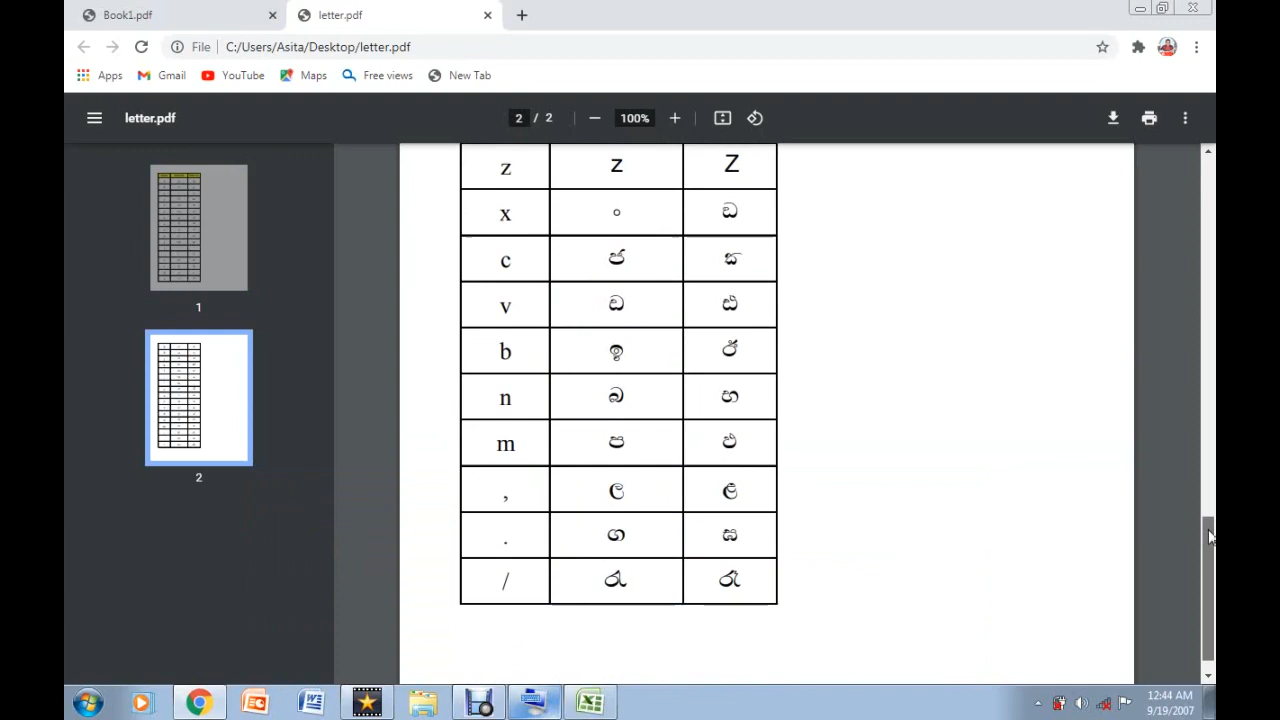 Book1.pdf
letter.pdf
File C:/Users/Asita/Desktop/letter.pdf
Apps Gmail YouTube Maps Free views New Tab
letter.pdf 2 / 2 100%
z z Z
x ං ඞ
c ජ ඣ
v ඩ ඪ
b ඉ ඊ
n බ භ
m ප ඵ
, ල ළ
. ග ඝ
/ රැ රෑ
1
2
12:44 AM
9/19/2007